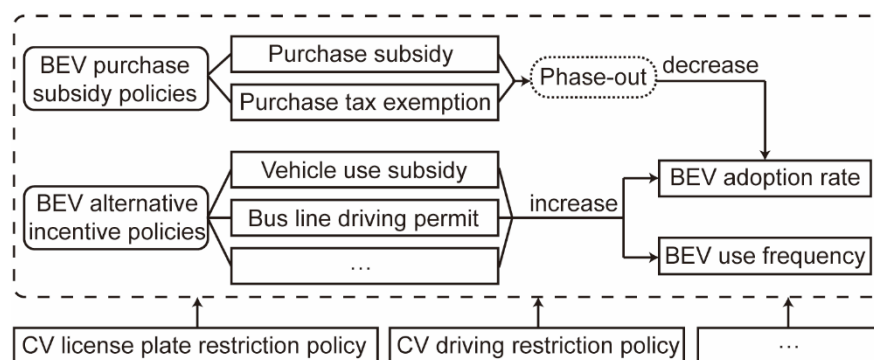 BEV purchase
subsidy policies
Purchase subsidy
Purchase tax exemption
Phase-out
decrease
BEV alternative
incentive policies
Vehicle use subsidy
Bus line driving permit
…
increase
BEV adoption rate
BEV use frequency
CV license plate restriction policy
CV driving restriction policy
…